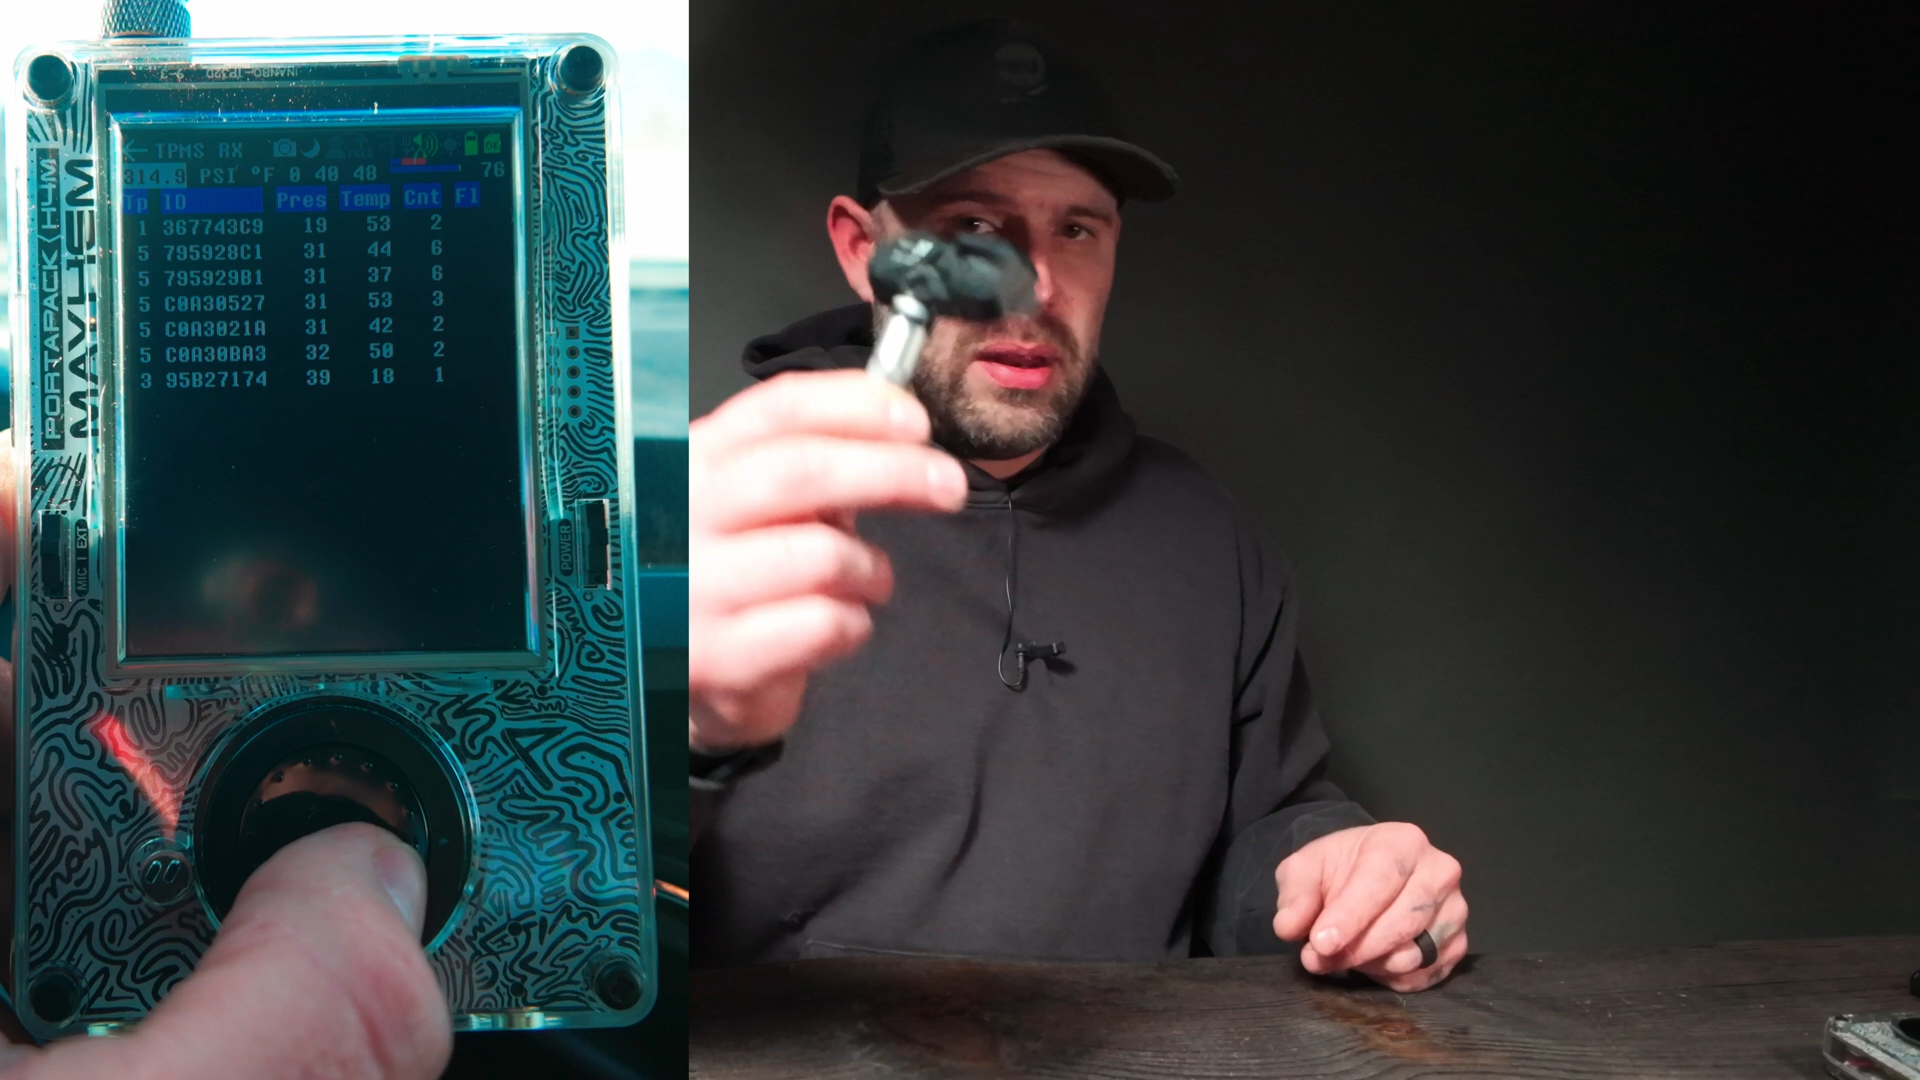 TPMS RX
314.9 PSI °F 0 40 48 76
Tp ID Pres Temp Cnt Fl
1 367743C9 19 53 2
5 795928C1 31 44 6
5 795929B1 31 37 6
5 C0A30527 31 53 3
5 C0A3021A 31 42 2
5 C0A30BA3 32 50 2
3 95B27174 39 18 1
PORTAPACK H4M
MAYHEM
MIC EXT
POWER